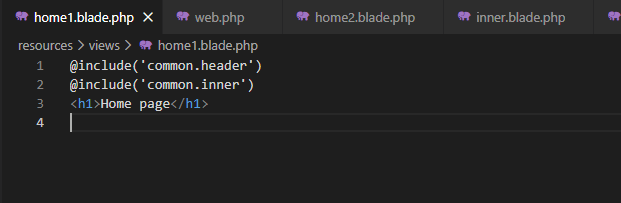 home1.blade.php × web.php home2.blade.php inner.blade.php
resources > views > home1.blade.php
1 @include('common.header')
2 @include('common.inner')
3 <h1>Home page</h1>
4